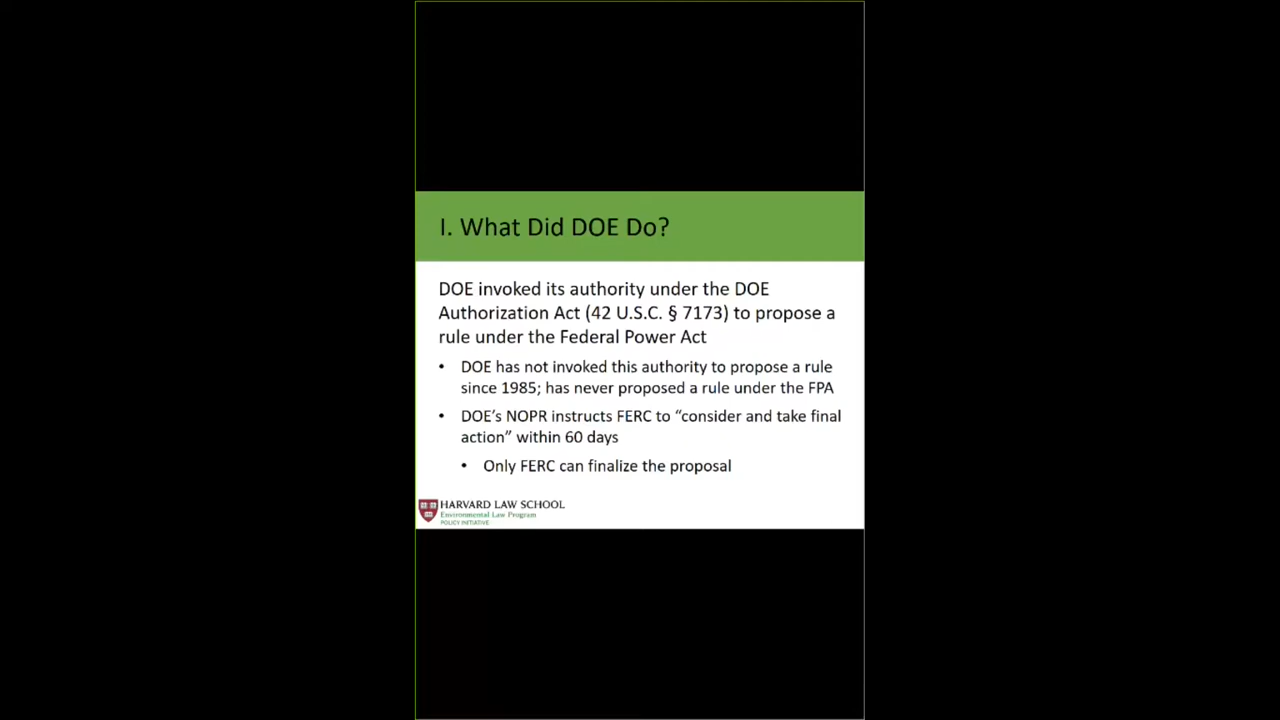 I. What Did DOE Do?
DOE invoked its authority under the DOE
Authorization Act (42 U.S.C. § 7173) to propose a
rule under the Federal Power Act
• DOE has not invoked this authority to propose a rule
since 1985; has never proposed a rule under the FPA
• DOE’s NOPR instructs FERC to “consider and take final
action” within 60 days
• Only FERC can finalize the proposal
HARVARD LAW SCHOOL
Environmental Law Program
POLICY INITIATIVE